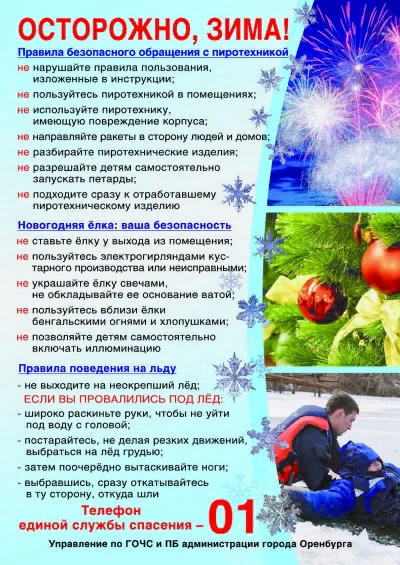 ОСТОРОЖНО, ЗИМА!
Правила безопасного обращения с пиротехникой
не нарушайте правила пользования,
изложенные в инструкции;
не пользуйтесь пиротехникой в помещениях;
не используйте пиротехнику,
имеющую повреждение корпуса;
не направляйте ракеты в сторону людей и домов;
не разбирайте пиротехнические изделия;
не разрешайте детям самостоятельно
запускать петарды;
не подходите сразу к отработавшему
пиротехническому изделию
Новогодняя ёлка: ваша безопасность
не ставьте ёлку у выхода из помещения;
не пользуйтесь электрогирляндами кус-
тарного производства или неисправными;
не украшайте ёлку свечами,
не обкладывайте ее основание ватой;
не пользуйтесь вблизи ёлки
бенгальскими огнями и хлопушками;
не позволяйте детям самостоятельно
включать иллюминацию
Правила поведения на льду
- не выходите на неокрепший лёд;
ЕСЛИ ВЫ ПРОВАЛИЛИСЬ ПОД ЛЁД:
- широко раскиньте руки, чтобы не уйти
под воду с головой;
- постарайтесь, не делая резких движений,
выбраться на лёд грудью;
- затем поочерёдно вытаскивайте ноги;
- выбравшись, сразу откатывайтесь
в ту сторону, откуда шли
Телефон
единой службы спасения – 01
Управление по ГОЧС и ПБ администрации города Оренбурга